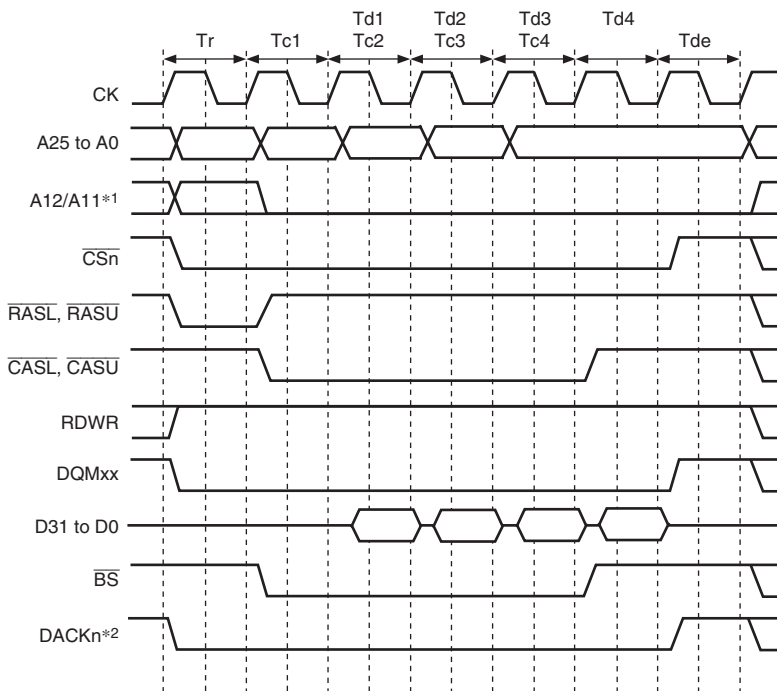 Td1 Td2 Td3 Td4
Tr Tc1 Tc2 Tc3 Tc4 Tde
CK
A25 to A0
A12/A11*1
CSn
RASL, RASU
CASL, CASU
RDWR
DQMxx
D31 to D0
BS
DACKn*2